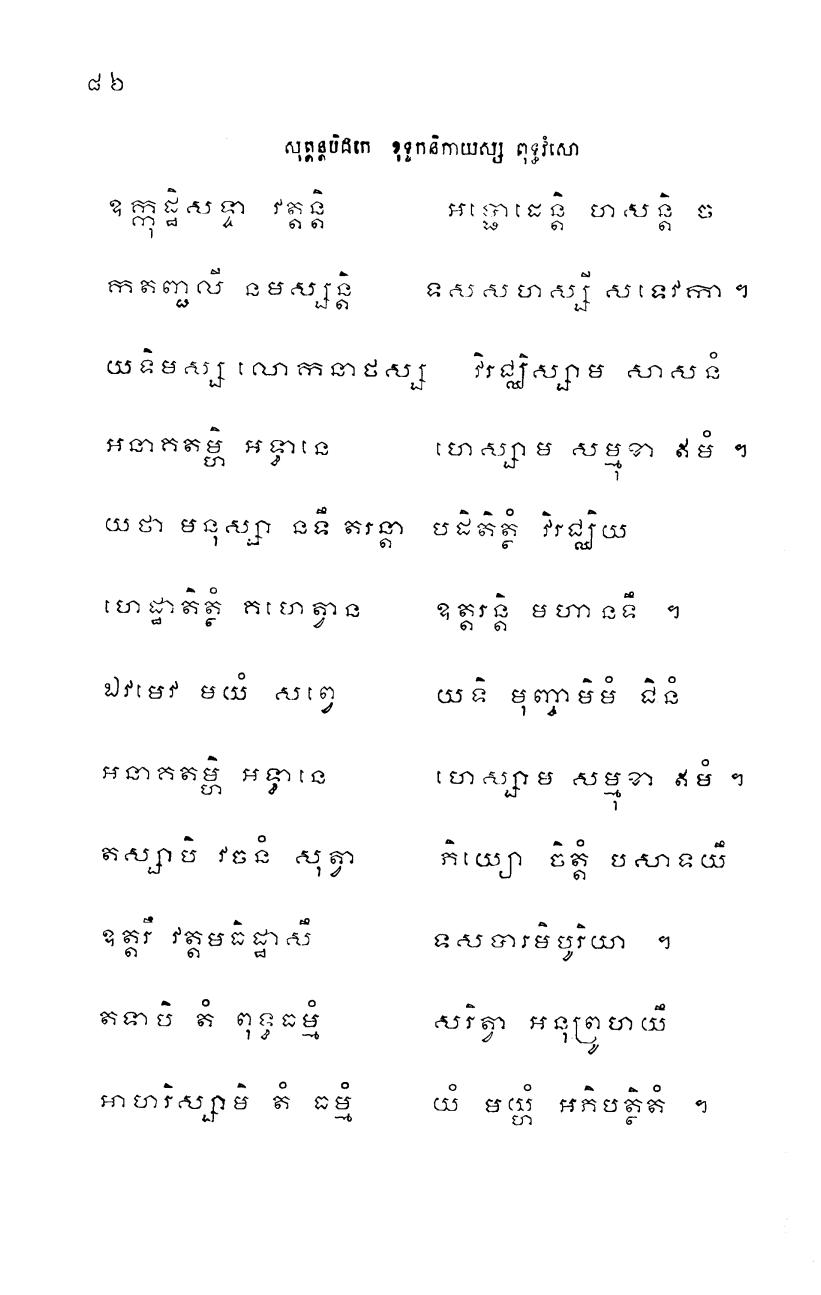 ៨៦
សុត្តន្តបិដកេ ខុទ្ទកនិកាយស្ស ពុទ្ធវំសោ
ឧក្កុដ្ឋិសទ្ទា វត្តន្តិ អប្ផោដេន្តិ ហសន្តិ ច
កតញ្ជលី នមស្សន្តិ ទសសហស្សី សទេវកា ។
យទិមស្ស លោកនាថស្ស វិរជ្ឈិស្សាម សាសនំ
អនាគតម្ហិ អទ្ធានេ ហេស្សាម សម្មុខា ឥមំ ។
យថា មនុស្សា នទឹ តរន្តា បដិតិត្ថំ វិរជ្ឈិយ
ហេដ្ឋាតិត្ថំ គហេត្វាន ឧត្តរន្តិ មហានទឹ ។
ឯវមេវ មយំ សព្វេ យទិ មុញ្ចាមិមំ ជិនំ
អនាគតម្ហិ អទ្ធានេ ហេស្សាម សម្មុខា ឥមំ ។
តស្សាបិ វចនំ សុត្វា ភិយ្យោ ចិត្តំ បសាទយឹ
ឧត្តរឹ វត្តមធិដ្ឋាសឹ ទសបារមិបូរិយា ។
តទាបិ តំ ពុទ្ធធម្មំ សរិត្វា អនុព្រូហយឹ
អាហរិស្សាមិ តំ ធម្មំ យំ មយ្ហំ អភិបត្ថិតំ ។